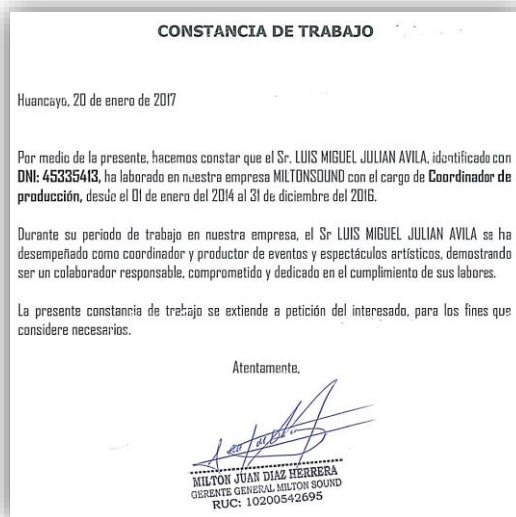 CONSTANCIA DE TRABAJO
Huancayo, 20 de enero de 2017
Por medio de la presente, hacemos constar que el Sr. LUIS MIGUEL JULIAN AVILA, identificado con
DNI: 45335413, ha laborado en nuestra empresa MILTONSOUND con el cargo de Coordinador de
producción, desde el 01 de enero del 2014 al 31 de diciembre del 2016.
Durante su periodo de trabajo en nuestra empresa, el Sr LUIS MIGUEL JULIAN AVILA se ha
desempeñado como coordinador y productor de eventos y espectáculos artísticos, demostrando
ser un colaborador responsable, comprometido y dedicado en el cumplimiento de sus labores.
La presente constancia de trabajo se extiende a petición del interesado, para los fines que
considere necesarios.
Atentamente,
MILTON JUAN DIAZ HERRERA
GERENTE GENERAL MILTON SOUND
RUC: 10200542695